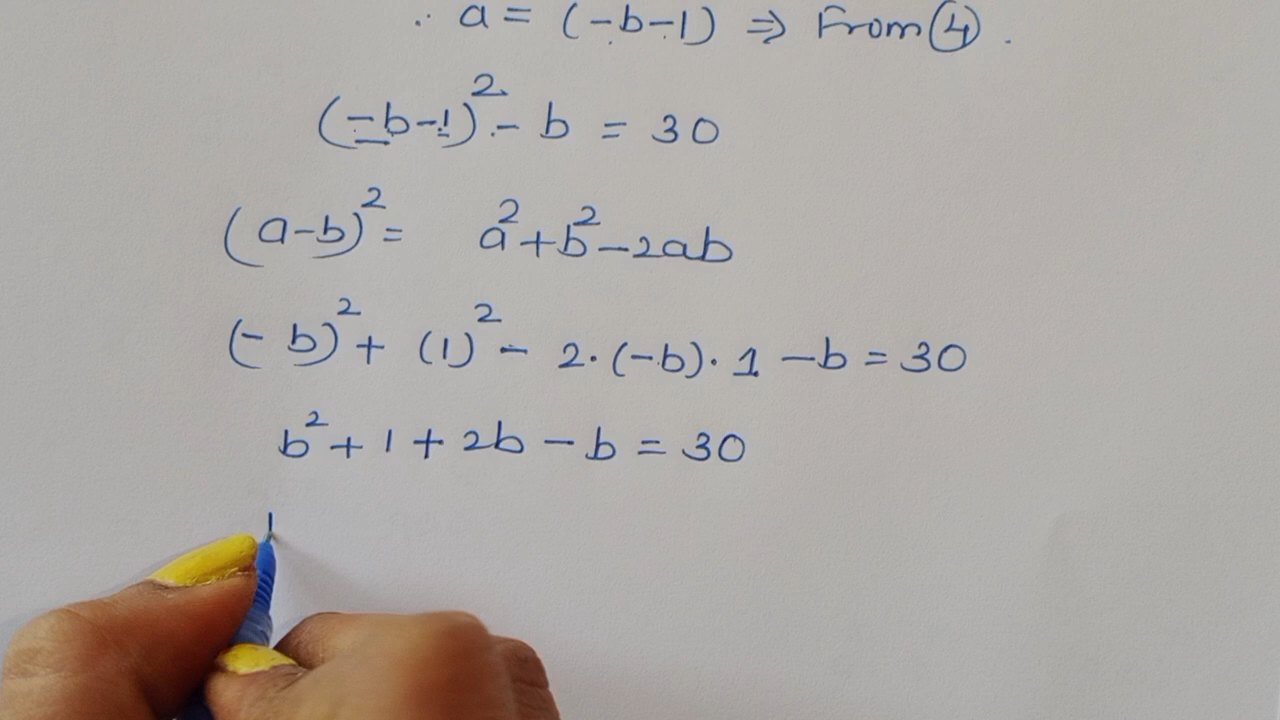 ∴ a = (-b-1) ⇒ From ④.
(-b-1)² - b = 30
(a-b)² = a²+b²-2ab
(-b)² + (1)² - 2·(-b)·1 -b = 30
b² + 1 + 2b - b = 30